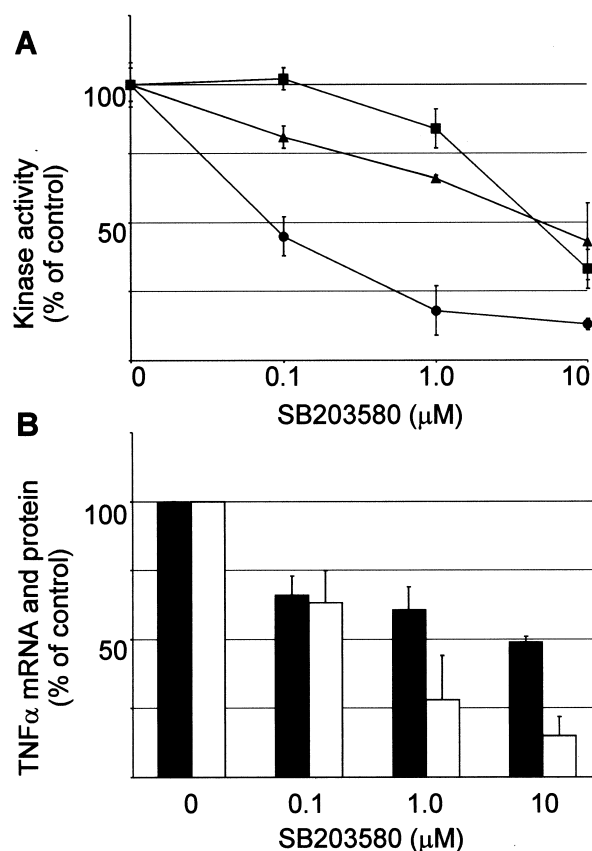 A
Kinase activity
(% of control)
100
50
0 0.1 1.0 10
SB203580 (μM)
B
TNFα mRNA and protein
(% of control)
100
50
0 0.1 1.0 10
SB203580 (μM)